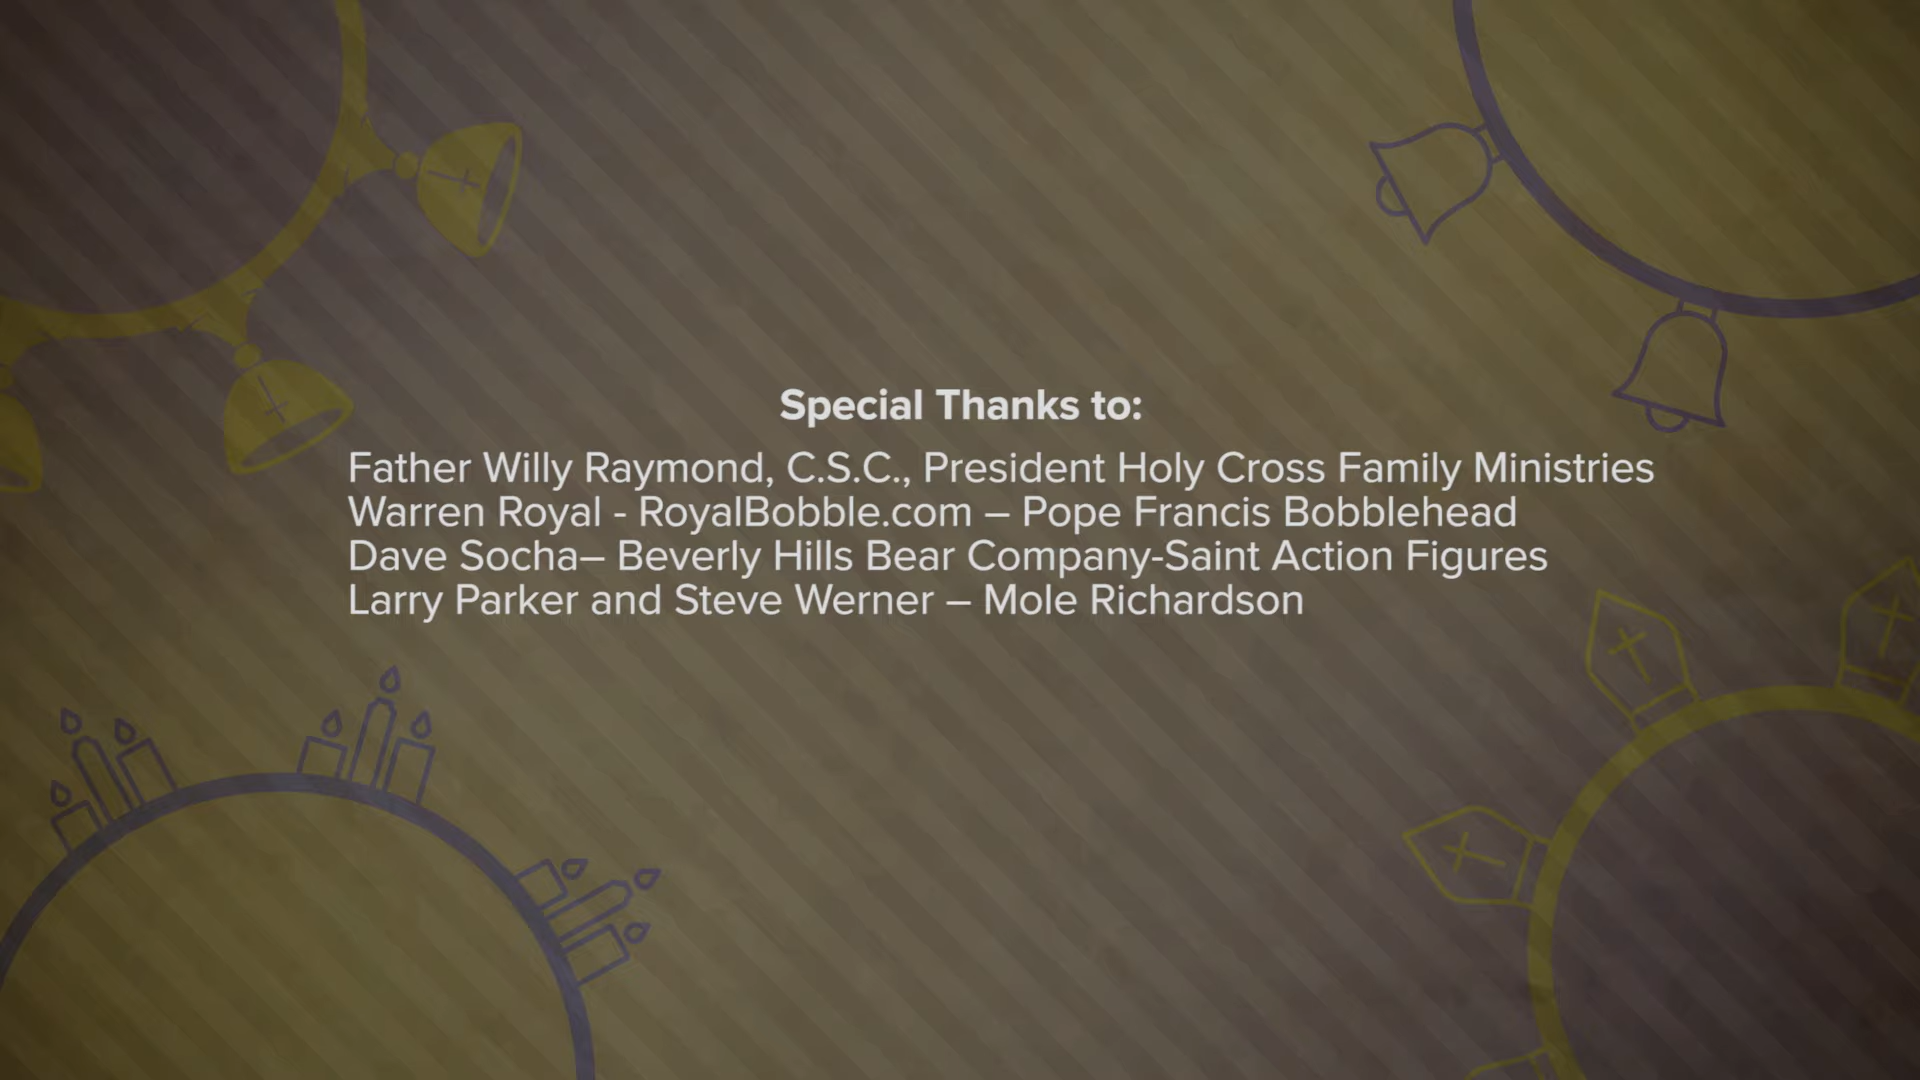 Special Thanks to:
Father Willy Raymond, C.S.C., President Holy Cross Family Ministries
Warren Royal - RoyalBobble.com – Pope Francis Bobblehead
Dave Socha– Beverly Hills Bear Company-Saint Action Figures
Larry Parker and Steve Werner – Mole Richardson